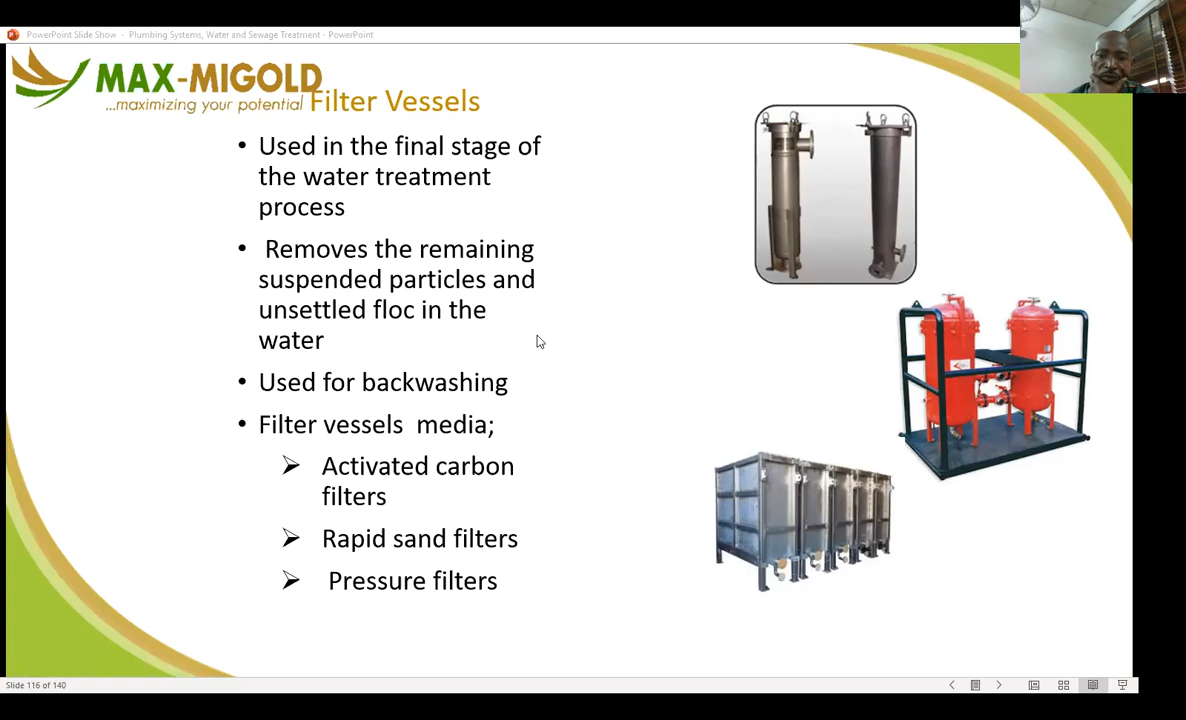 PowerPoint Slide Show - Plumbing Systems, Water and Sewage Treatment - PowerPoint
MAX-MIGOLD
...maximizing your potential
Filter Vessels
• Used in the final stage of
the water treatment
process
• Removes the remaining
suspended particles and
unsettled floc in the
water
• Used for backwashing
• Filter vessels media;
➢ Activated carbon
filters
➢ Rapid sand filters
➢ Pressure filters
Slide 116 of 140